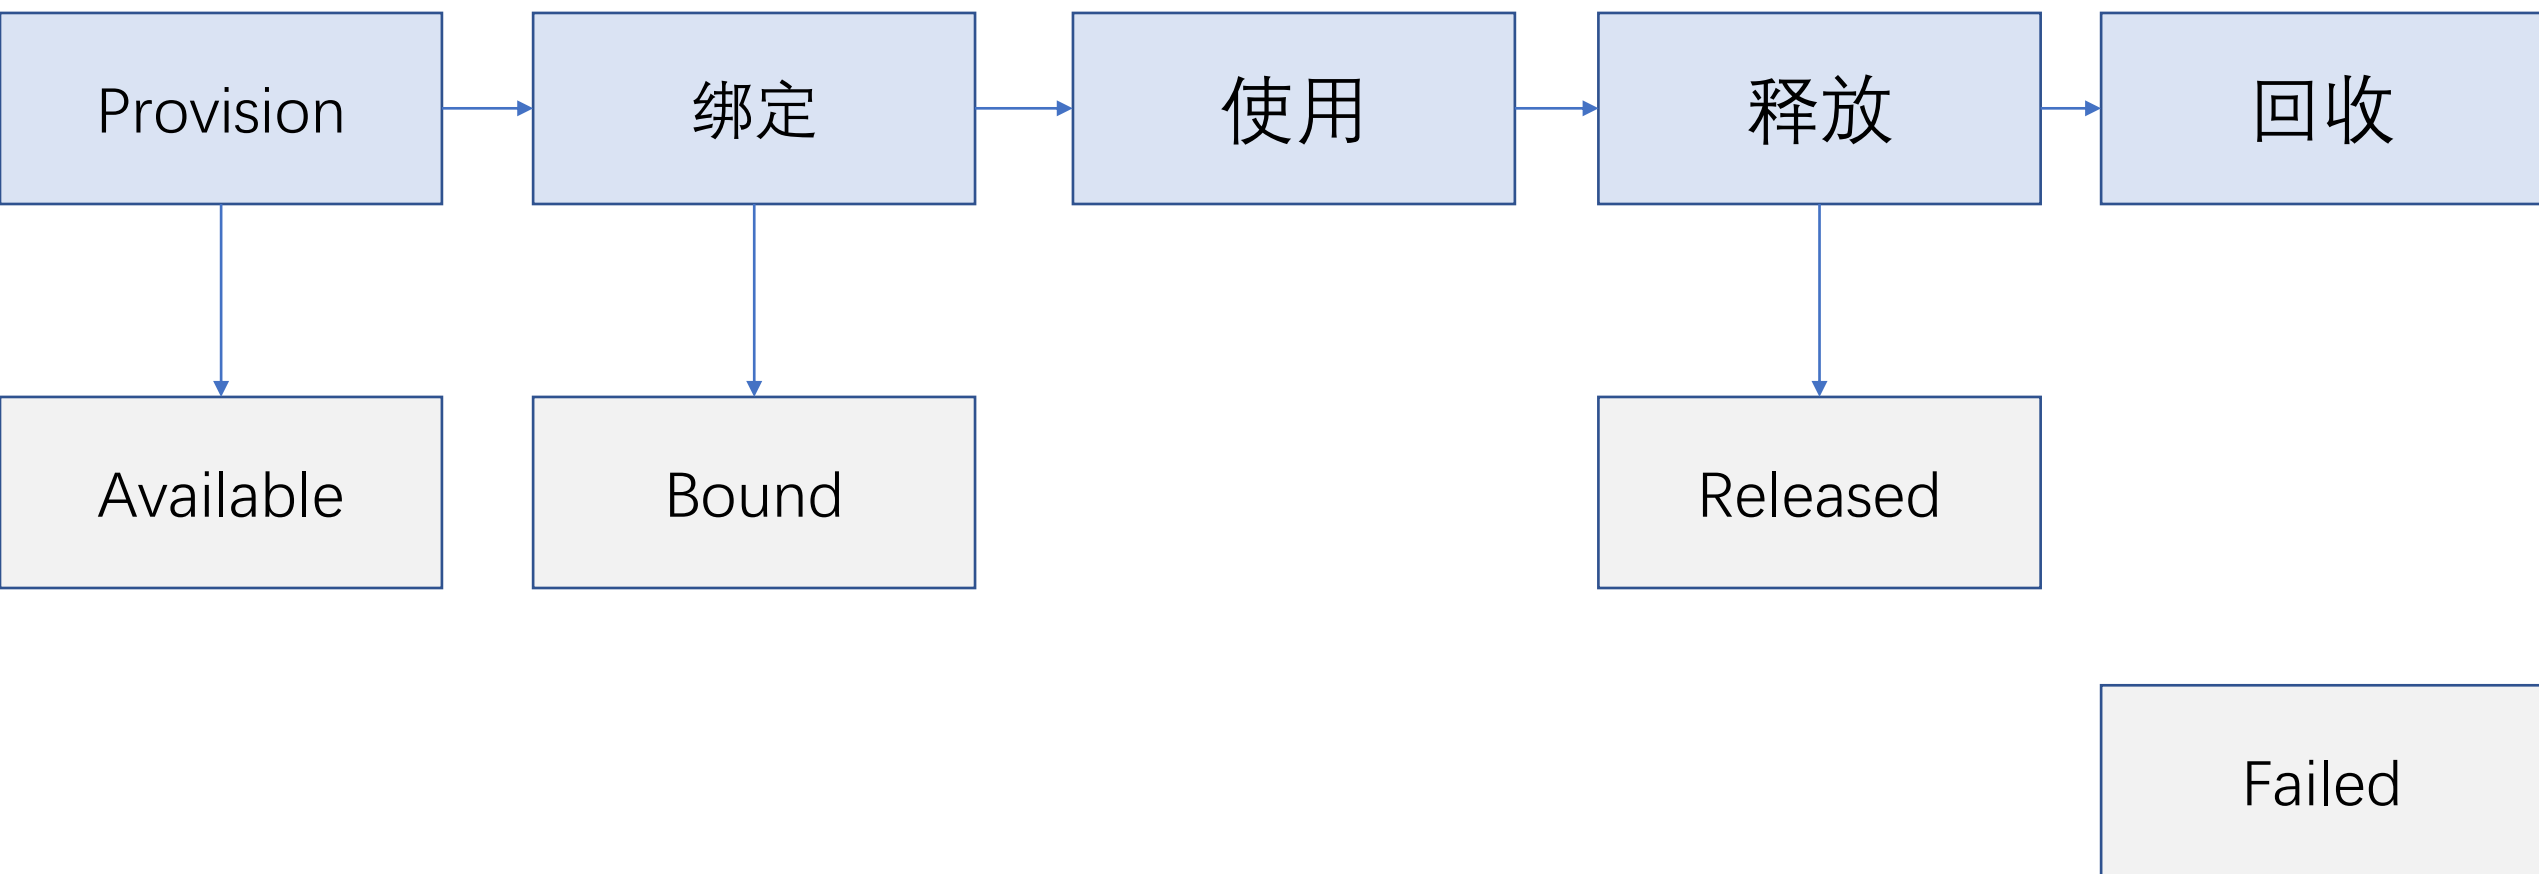 Provision
绑定
使用
释放
回收
Available
Bound
Released
Failed